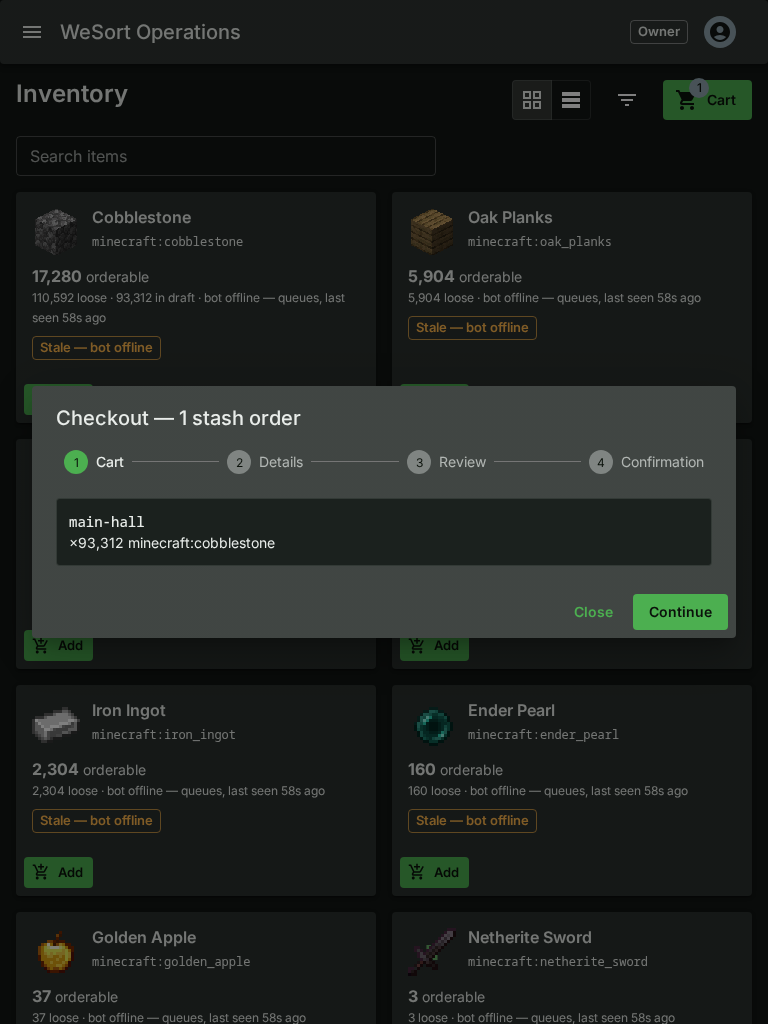 WeSort Operations
Owner
Inventory
1
Cart
Search items
Cobblestone
minecraft:cobblestone
17,280 orderable
110,592 loose · 93,312 in draft · bot offline — queues, last
seen 58s ago
Stale — bot offline
Oak Planks
minecraft:oak_planks
5,904 orderable
5,904 loose · bot offline — queues, last seen 58s ago
Stale — bot offline
Checkout — 1 stash order
1 Cart
2 Details
3 Review
4 Confirmation
main-hall
×93,312 minecraft:cobblestone
Close
Continue
Add
Add
Iron Ingot
minecraft:iron_ingot
2,304 orderable
2,304 loose · bot offline — queues, last seen 58s ago
Stale — bot offline
Add
Ender Pearl
minecraft:ender_pearl
160 orderable
160 loose · bot offline — queues, last seen 58s ago
Stale — bot offline
Add
Golden Apple
minecraft:golden_apple
37 orderable
37 loose · bot offline — queues, last seen 58s ago
Netherite Sword
minecraft:netherite_sword
3 orderable
3 loose · bot offline — queues, last seen 58s ago